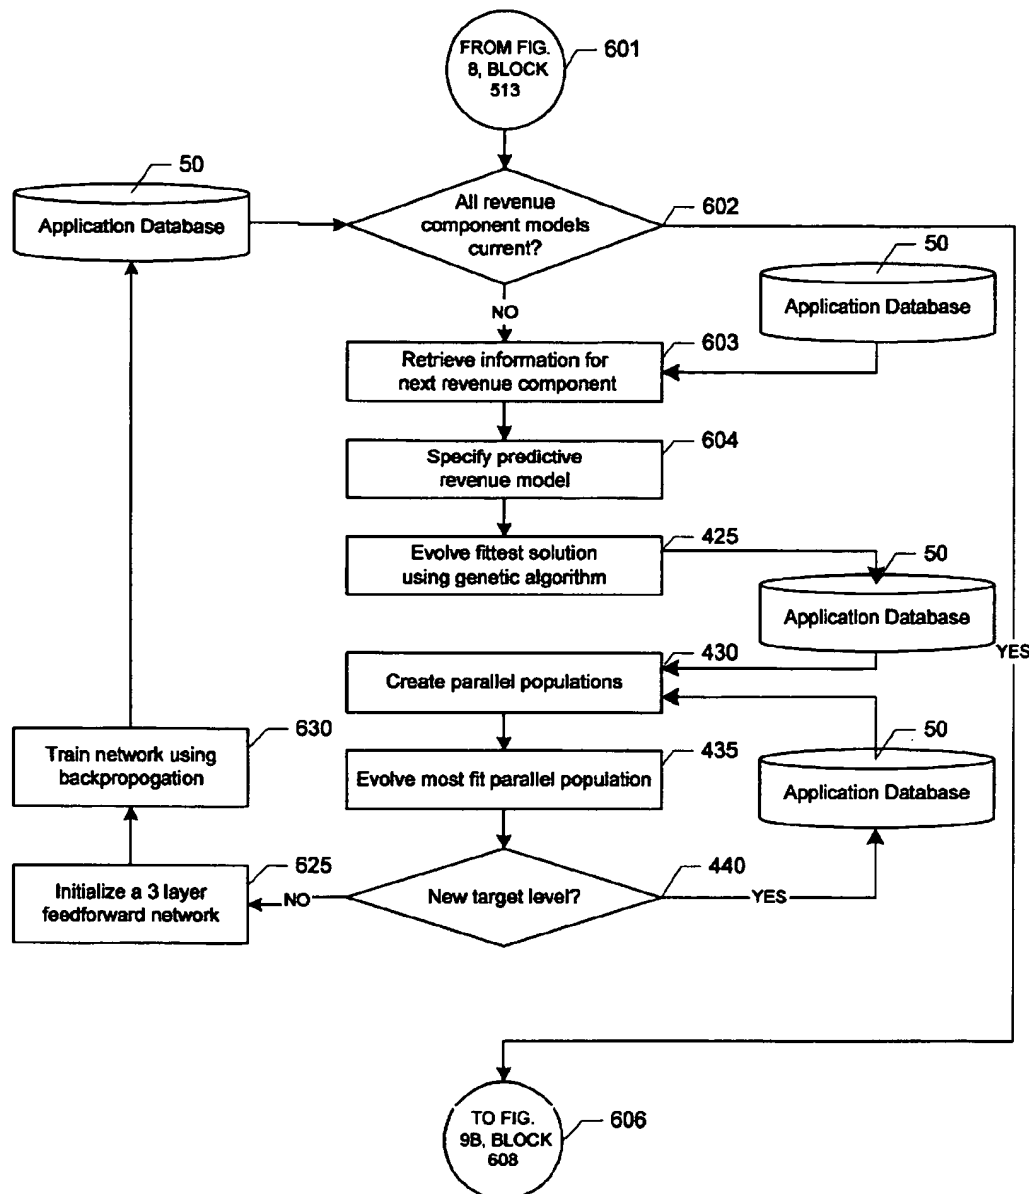 FROM FIG.
8, BLOCK
513
601
50
Application Database
All revenue
component models
current?
602
50
Application Database
NO
603
Retrieve information for
next revenue component
604
Specify predictive
revenue model
425
Evolve fittest solution
using genetic algorithm
50
Application Database
YES
430
Create parallel populations
630
Train network using
backpropogation
435
Evolve most fit parallel population
50
Application Database
625
Initialize a 3 layer
feedforward network
NO
New target level?
440
YES
TO FIG.
9B, BLOCK
608
606